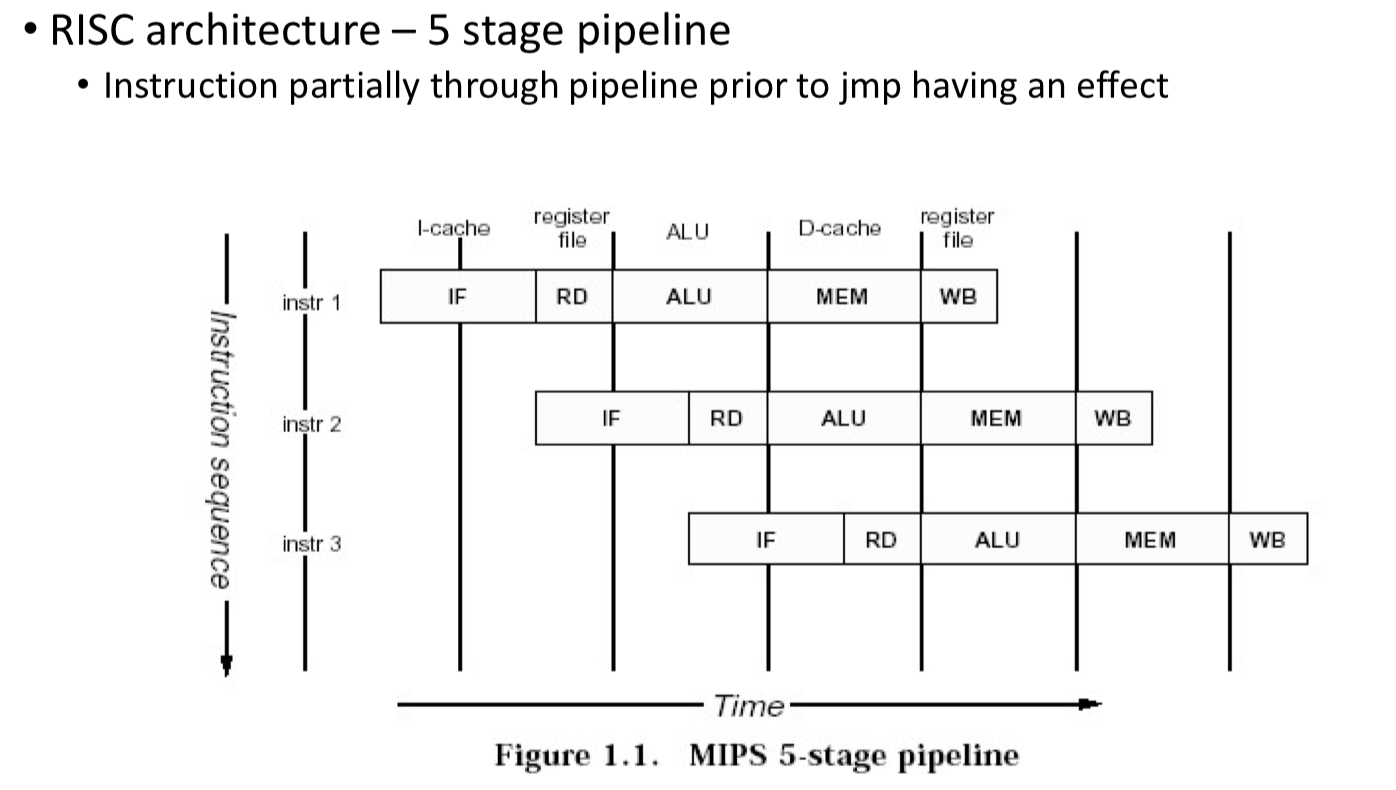 • RISC architecture – 5 stage pipeline
• Instruction partially through pipeline prior to jmp having an effect
I-cache
register
file
ALU
D-cache
register
file
Instruction sequence
instr 1
IF RD ALU MEM WB
instr 2
IF RD ALU MEM WB
instr 3
IF RD ALU MEM WB
Time
Figure 1.1. MIPS 5-stage pipeline